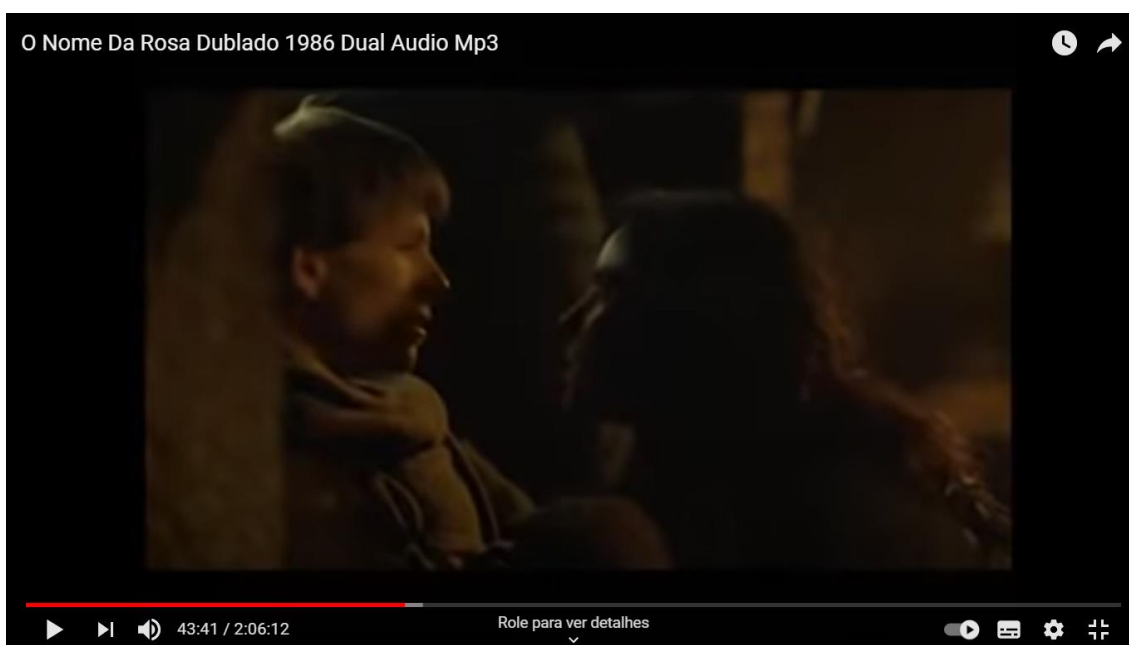 O Nome Da Rosa Dublado 1986 Dual Audio Mp3
43:41 / 2:06:12
Role para ver detalhes